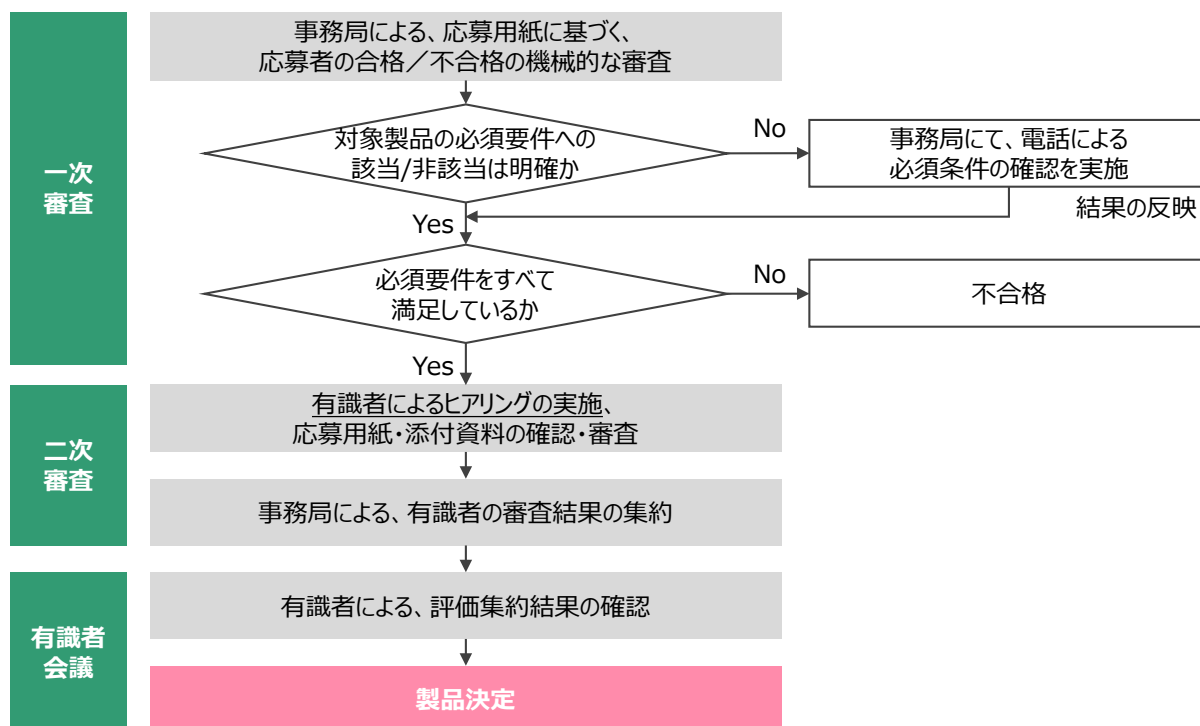 事務局による、応募用紙に基づく、
応募者の合格／不合格の機械的な審査
対象製品の必須要件への
該当/非該当は明確か
No
事務局にて、電話による
必須条件の確認を実施
結果の反映
Yes
一次
審査
必須要件をすべて
満足しているか
No
不合格
Yes
有識者によるヒアリングの実施、
応募用紙・添付資料の確認・審査
二次
審査
事務局による、有識者の審査結果の集約
有識者による、評価集約結果の確認
有識者
会議
製品決定